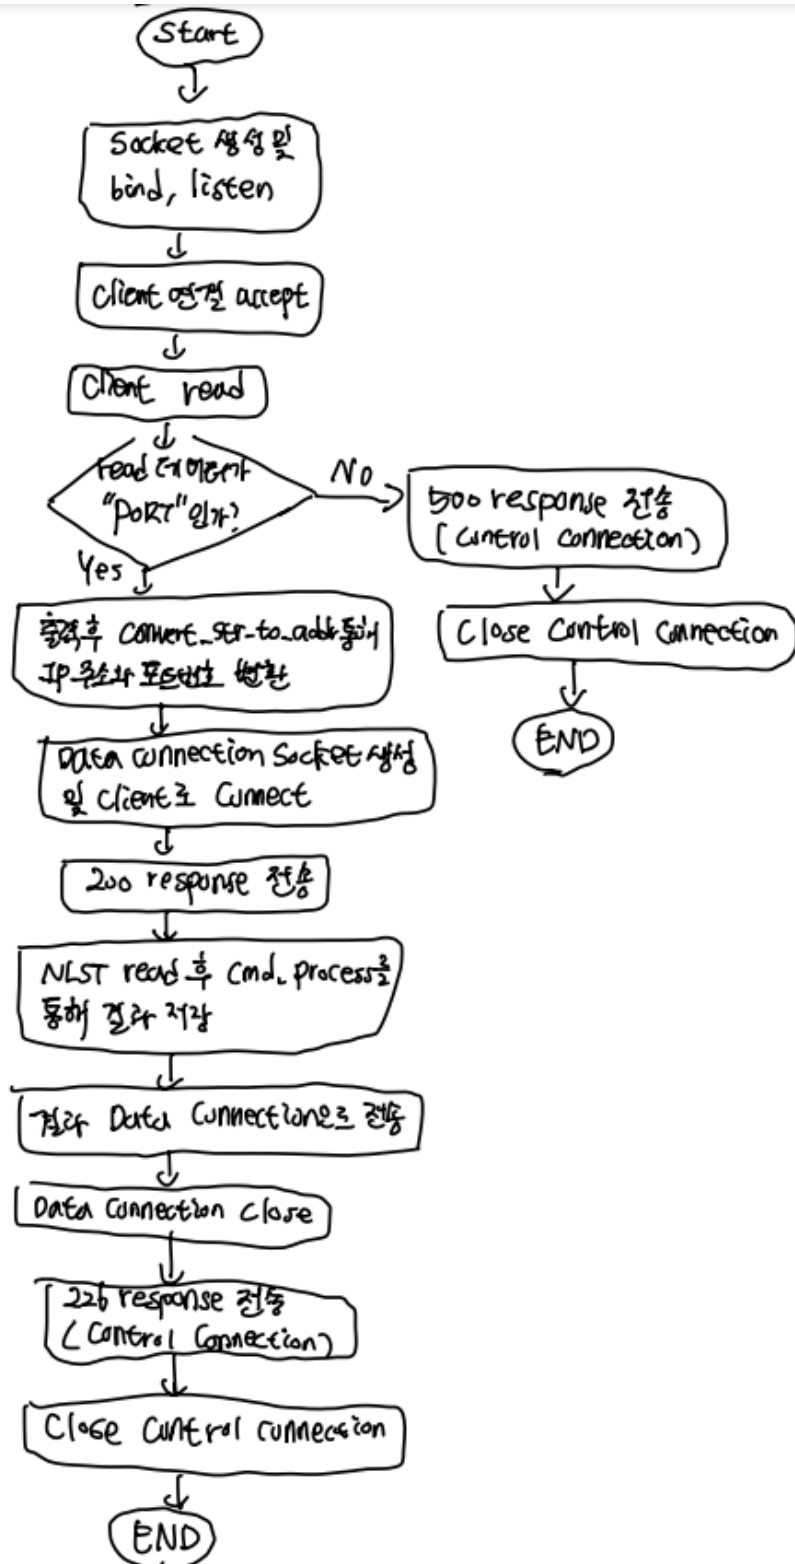 Start
Socket 생성 및
bind, listen
Client 연결 accept
Client read
read 데이터가
"PORT"인가?
No
Yes
500 response 전송
(Control Connection)
Close Control Connection
END
출력 후 Convert_str_to_addr 통해
IP 주소와 포트번호 변환
Data Connection Socket 생성
및 Client로 Connect
200 response 전송
NLST read 후 Cmd_process를
통해 결과 저장
결과 Data Connection으로 전송
Data Connection Close
226 response 전송
(Control Connection)
Close Control Connection
END